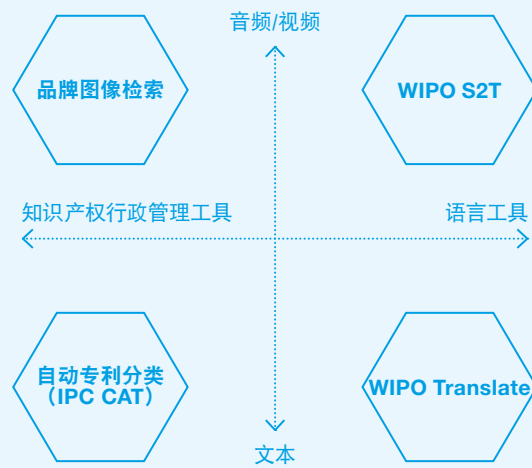 音频/视频
品牌图像检索
WIPO S2T
知识产权行政管理工具
语言工具
自动专利分类
（IPC CAT）
WIPO Translate
文本